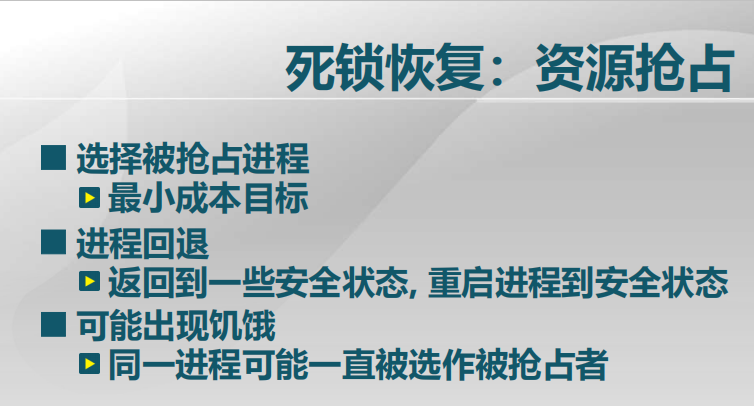 死锁恢复：资源抢占
选择被抢占进程
最小成本目标
进程回退
返回到一些安全状态, 重启进程到安全状态
可能出现饥饿
同一进程可能一直被选作被抢占者